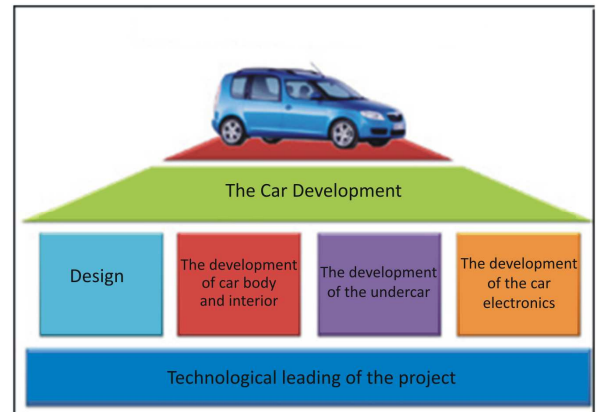 The Car Development
Design
The development
of car body
and interior
The development
of the undercar
The development
of the car
electronics
Technological leading of the project